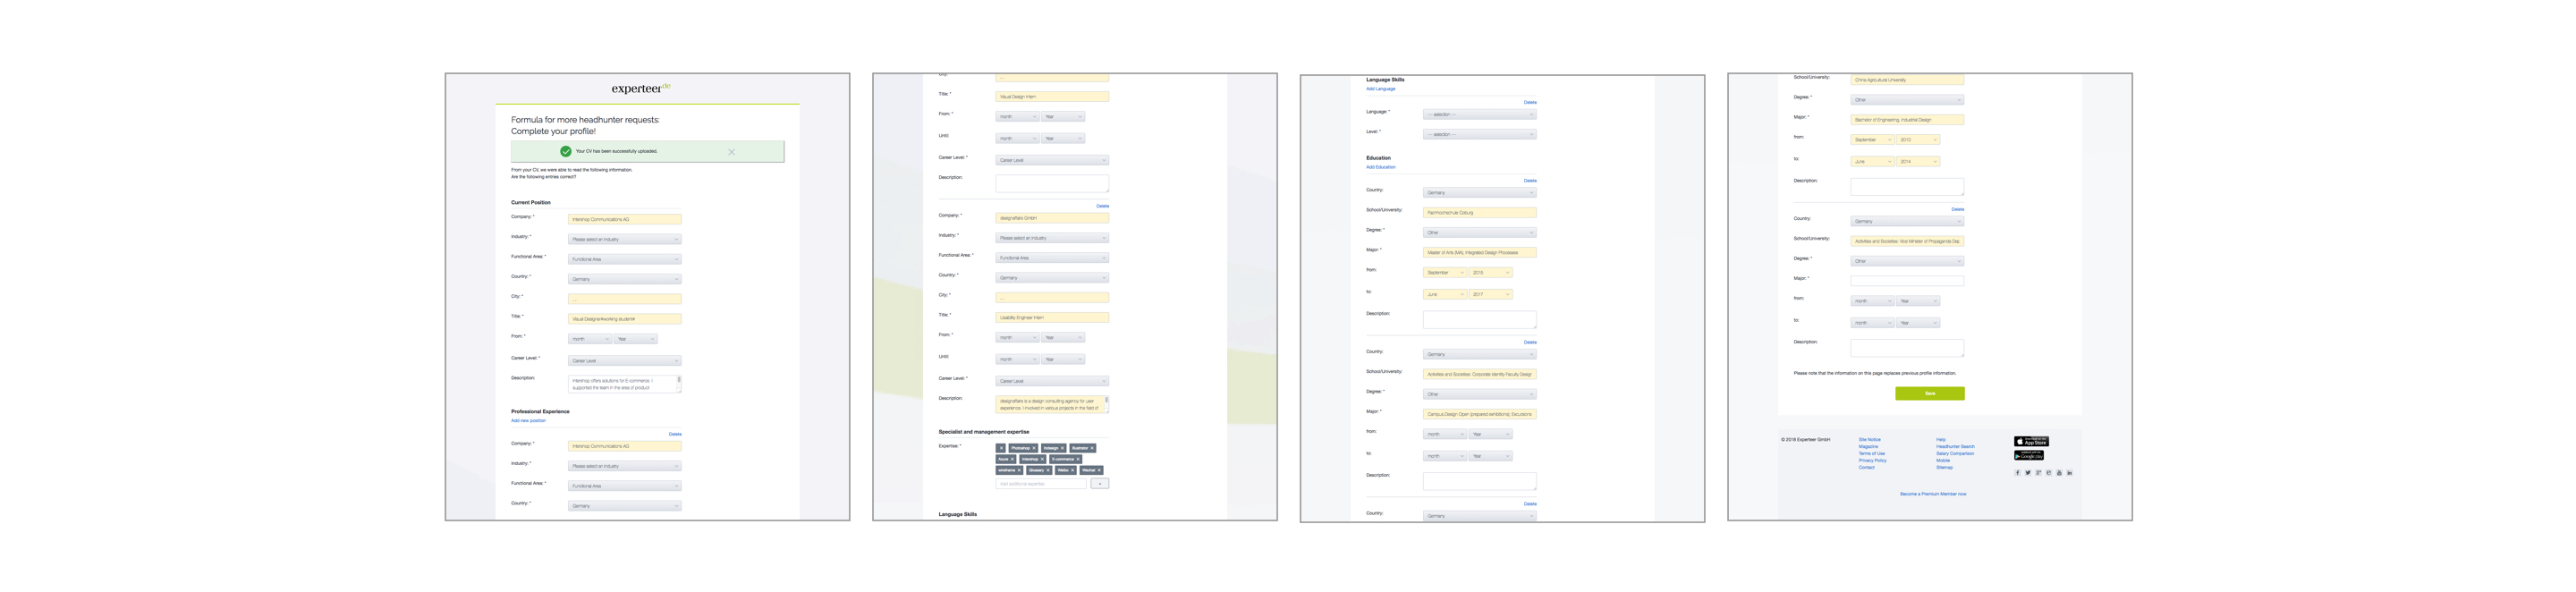 experteer.de
Formula for more headhunter requests:
Complete your profile!
Your CV has been successfully uploaded.
From your CV, we were able to read the following information.
Are the following entries correct?
Current Position
Company: * Intershop Communications AG
Industry: * Please select an industry
Functional Area: * Functional Area
Country: * Germany
City: * ...
Title: *
From: * month Year
Career Level: * Career Level
Description: Intershop offers solutions for E-commerce. I
supported the team in the area of product
Professional Experience
Add new position
Delete
Company: * Intershop Communications AG
Industry: * Please select an industry
Functional Area: * Functional Area
Country: * Germany
...
Title: * Visual Design Intern
From: * month Year
Until: month Year
Career Level: * Career Level
Description:
Delete
Company: * designaffairs GmbH
Industry: * Please select an industry
Functional Area: * Functional Area
Country: * Germany
City: * ...
Title: * Usability Engineer Intern
From: * month Year
Until: month Year
Career Level: * Career Level
Description: designaffairs is a design consulting agency for user
experience. I involved in various projects in the field of
Specialist and management expertise
Expertise: * × Photoshop × Indesign × Illustrator ×
Axure × Intershop × E-commerce ×
wireframe × Glossary × Weibo × Wechat ×
Add additional expertise +
Language Skills
Language Skills
Add Language
Delete
Language: * --- selection ---
Level: * --- selection ---
Education
Add Education
Delete
Country: Germany
School/University: Fachhochschule Coburg
Degree: * Other
Major: * Master of Arts (MA), Integrated Design Processes
from: September 2015
to: June 2017
Description:
Delete
Country: Germany
School/University: Activities and Societies: Corporate Identity Faculty Design
Degree: * Other
Major: * Campus Design Open (prepared exhibitions); Excursions
from: month Year
to: month Year
Description:
Delete
Country: Germany
School/University: China Agricultural University
Degree: * Other
Major: * Bachelor of Engineering, Industrial Design
from: September 2010
to: June 2014
Description:
Delete
Country: Germany
School/University: Activities and Societies: Vice Minister of Propaganda Dep
Degree: * Other
Major: *
from: month Year
to: month Year
Description:
Please note that the information on this page replaces previous profile information.
Save
© 2018 Experteer GmbH
Site Notice
Magazine
Terms of Use
Privacy Policy
Contact
Help
Headhunter Search
Salary Comparison
Mobile
Sitemap
App Store
Google play
Become a Premium Member now